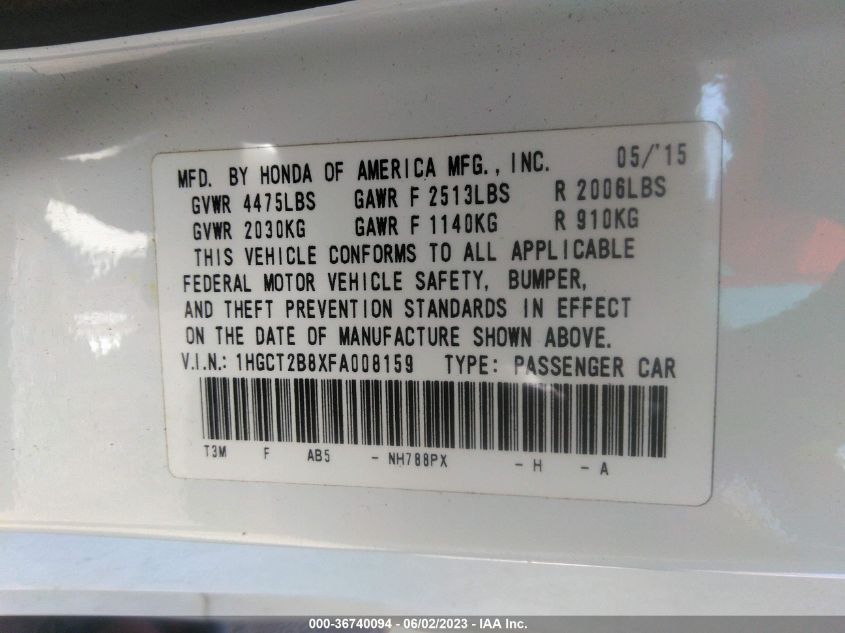 MFD. BY HONDA OF AMERICA MFG., INC. 05/'15
GVWR 4475LBS GAWR F 2513LBS R 2006LBS
GVWR 2030KG GAWR F 1140KG R 910KG
THIS VEHICLE CONFORMS TO ALL APPLICABLE
FEDERAL MOTOR VEHICLE SAFETY, BUMPER,
AND THEFT PREVENTION STANDARDS IN EFFECT
ON THE DATE OF MANUFACTURE SHOWN ABOVE.
V.I.N.: 1HGCT2B8XFA008159 TYPE: PASSENGER CAR
T3M F AB5 - NH788PX - H - A
000-36740094 - 06/02/2023 - IAA Inc.